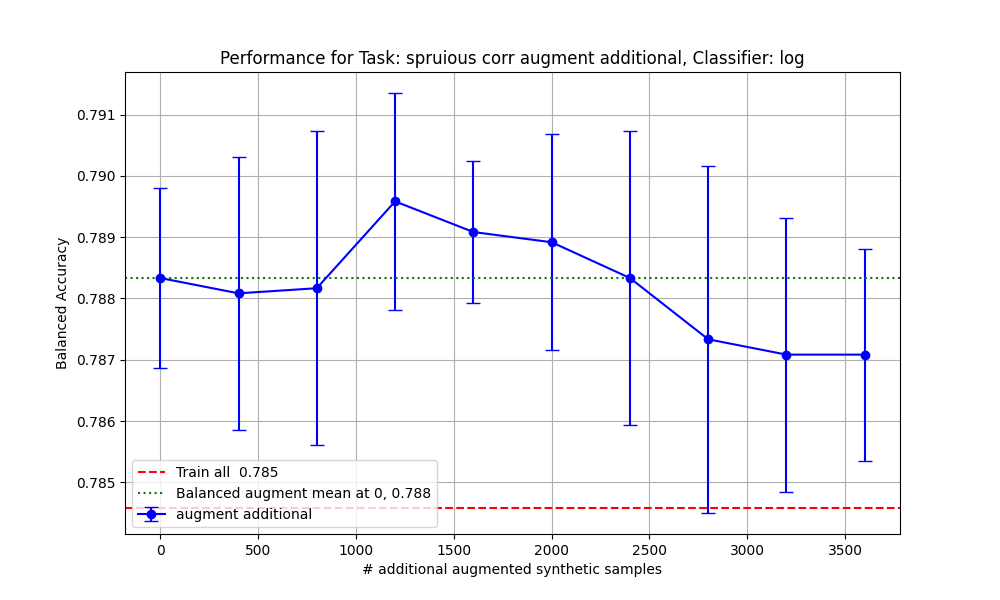 Performance for Task: spruious corr augment additional, Classifier: log
Balanced Accuracy
0.791
0.790
0.789
0.788
0.787
0.786
0.785
Train all  0.785
Balanced augment mean at 0, 0.788
augment additional
0 500 1000 1500 2000 2500 3000 3500
# additional augmented synthetic samples